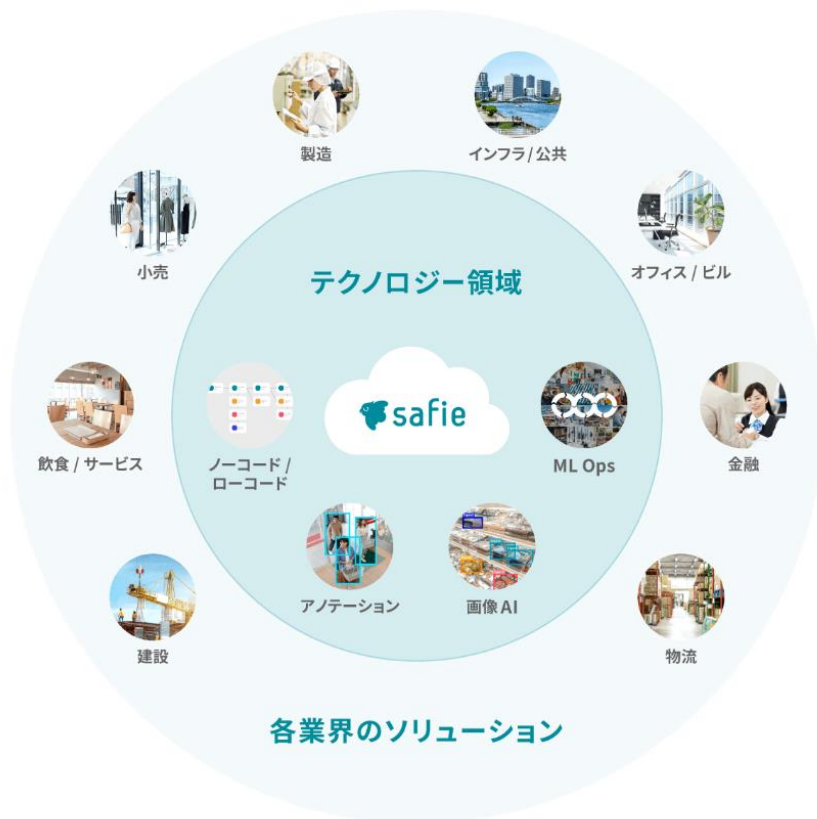 製造
インフラ/公共
小売
オフィス / ビル
テクノロジー領域
safie
飲食 / サービス
ノーコード /
ローコード
ML Ops
金融
アノテーション
画像 AI
建設
物流
各業界のソリューション